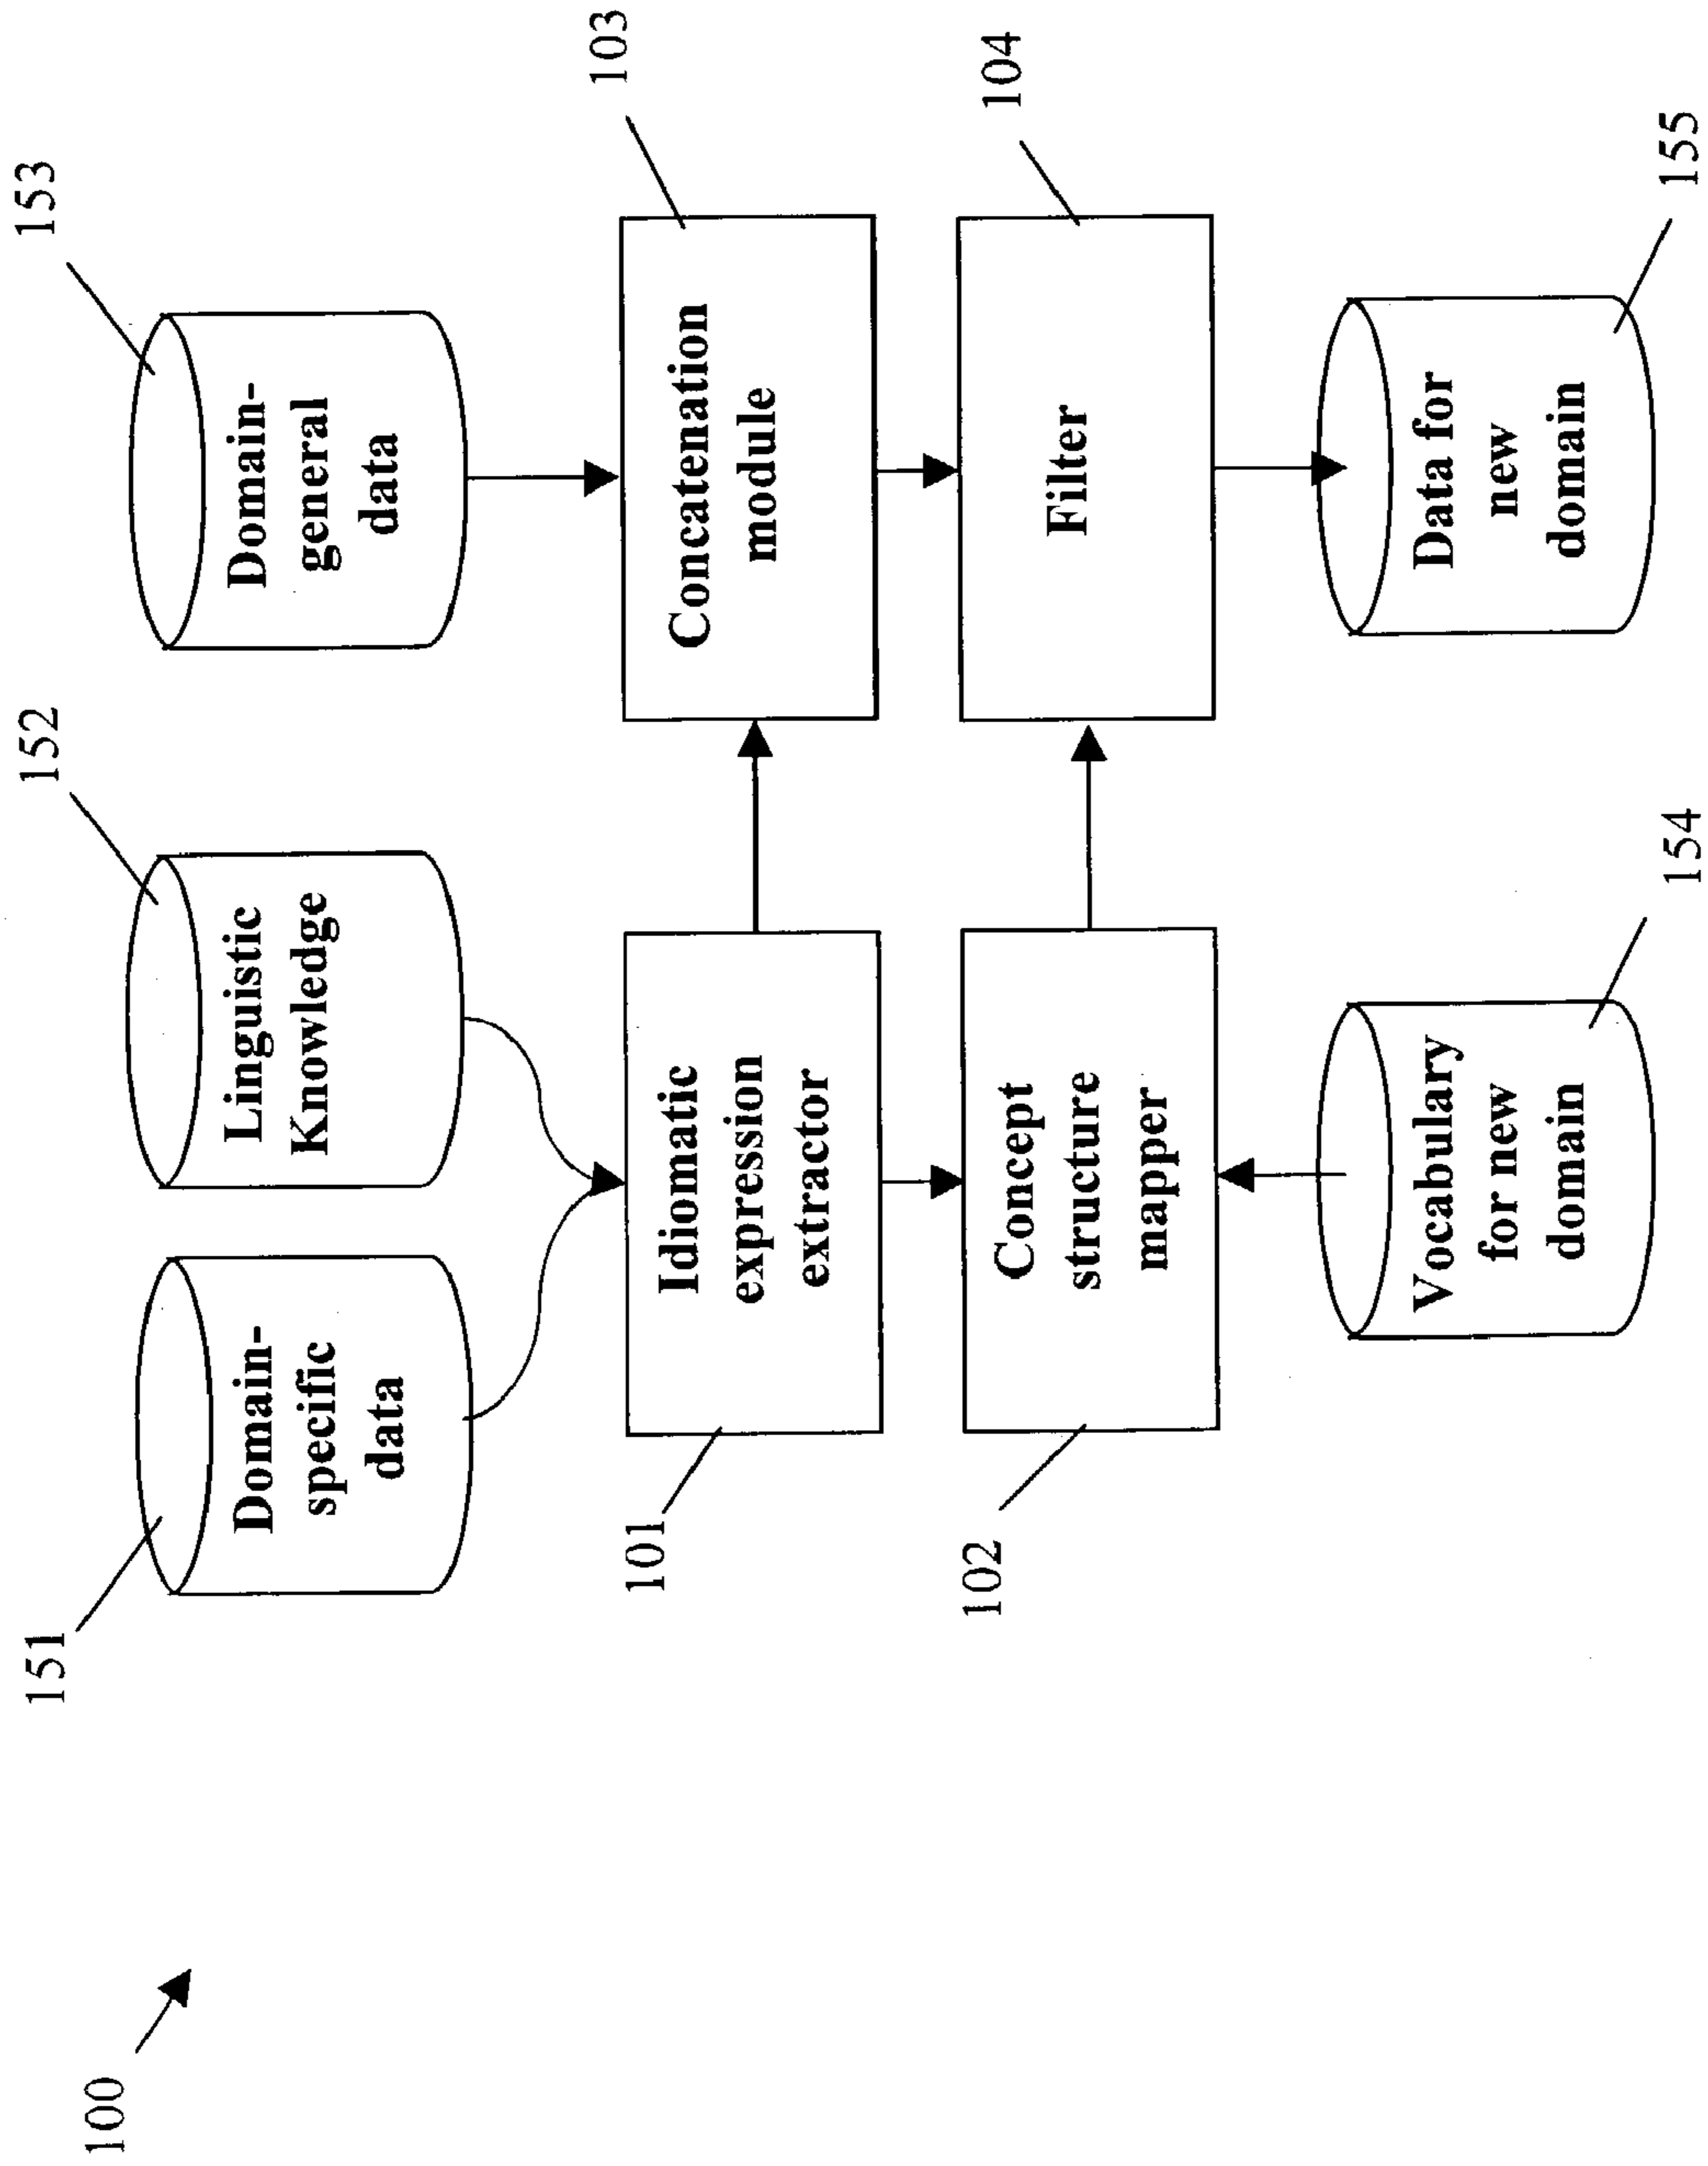 100
151
152
153
Domain-
specific
data
Linguistic
Knowledge
Domain-
general
data
101
Idiomatic
expression
extractor
Concatenation
module
103
102
Concept
structure
mapper
Filter
104
Vocabulary
for new
domain
154
Data for
new
domain
155